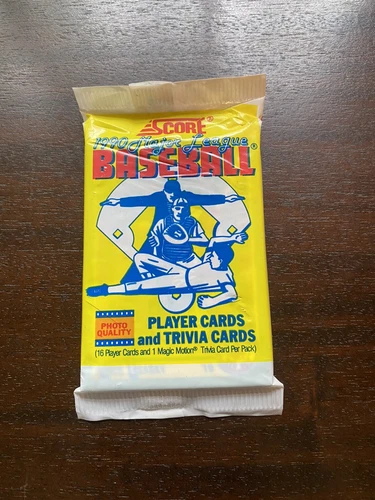 SCORE®
1990 Major League
BASEBALL®
S
PHOTO
QUALITY
PLAYER CARDS
and TRIVIA CARDS
(16 Player Cards and 1 Magic Motion® Trivia Card Per Pack)